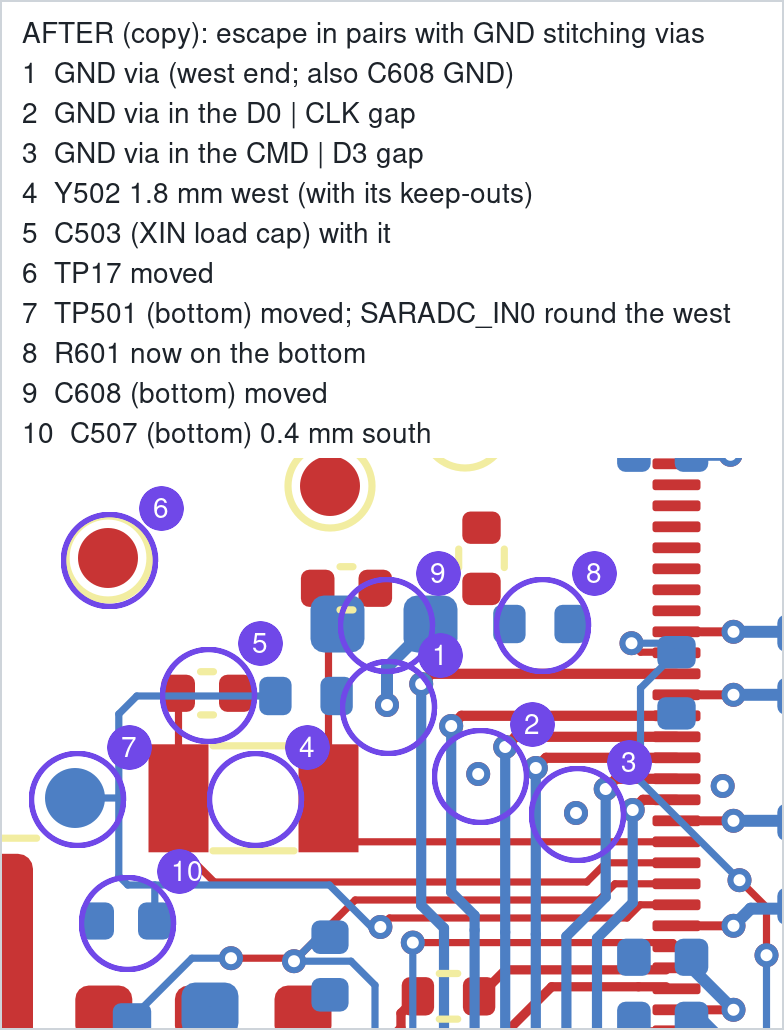 AFTER (copy): escape in pairs with GND stitching vias
1 GND via (west end; also C608 GND)
2 GND via in the D0 | CLK gap
3 GND via in the CMD | D3 gap
4 Y502 1.8 mm west (with its keep-outs)
5 C503 (XIN load cap) with it
6 TP17 moved
7 TP501 (bottom) moved; SARADC_IN0 round the west
8 R601 now on the bottom
9 C608 (bottom) moved
10 C507 (bottom) 0.4 mm south
6
9
8
5
1
2
7
4
3
10